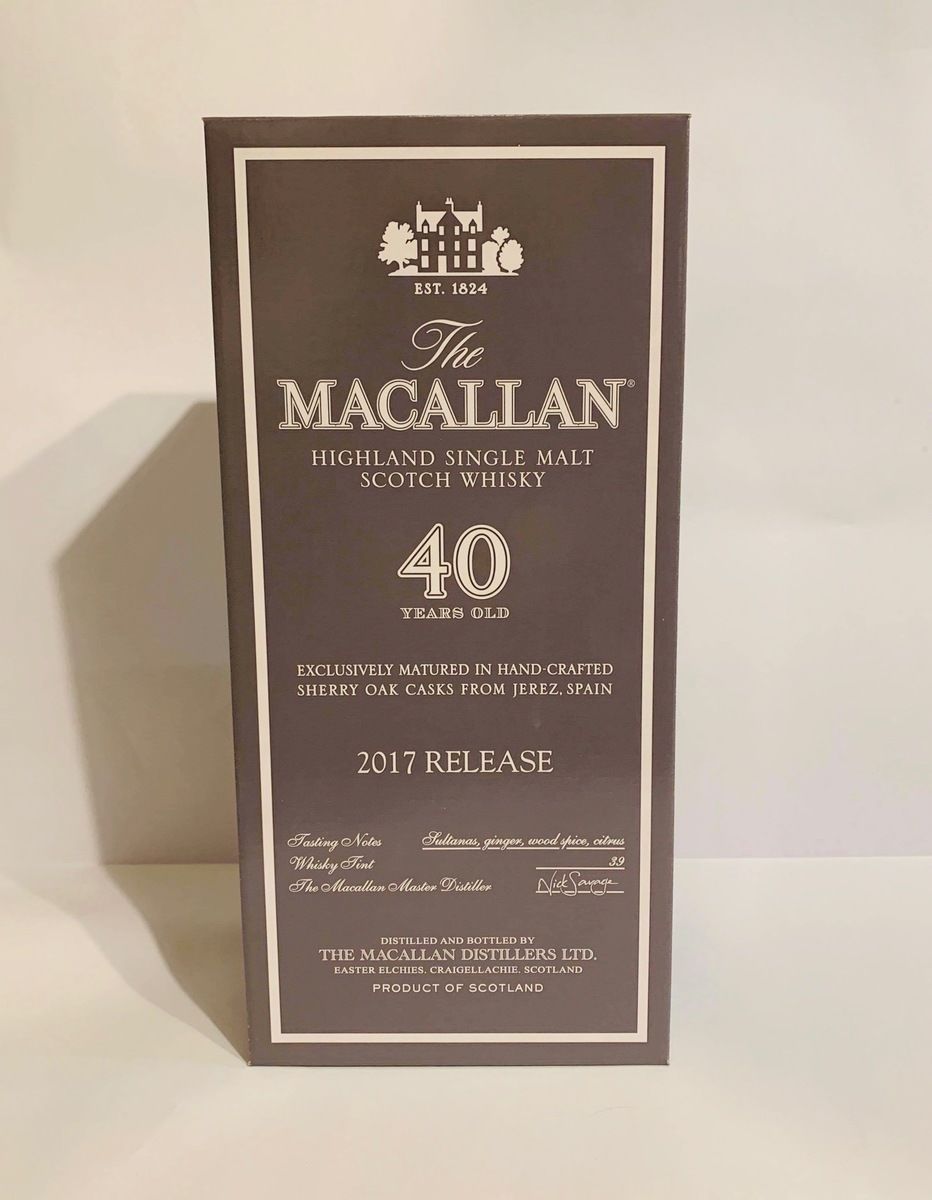 EST. 1824
The
MACALLAN®
HIGHLAND SINGLE MALT
SCOTCH WHISKY
40
YEARS OLD
EXCLUSIVELY MATURED IN HAND-CRAFTED
SHERRY OAK CASKS FROM JEREZ, SPAIN
2017 RELEASE
Tasting Notes Sultanas, ginger, wood spice, citrus
Whisky Tint 39
The Macallan Master Distiller Nick Savage
DISTILLED AND BOTTLED BY
THE MACALLAN DISTILLERS LTD.
EASTER ELCHIES. CRAIGELLACHIE. SCOTLAND
PRODUCT OF SCOTLAND